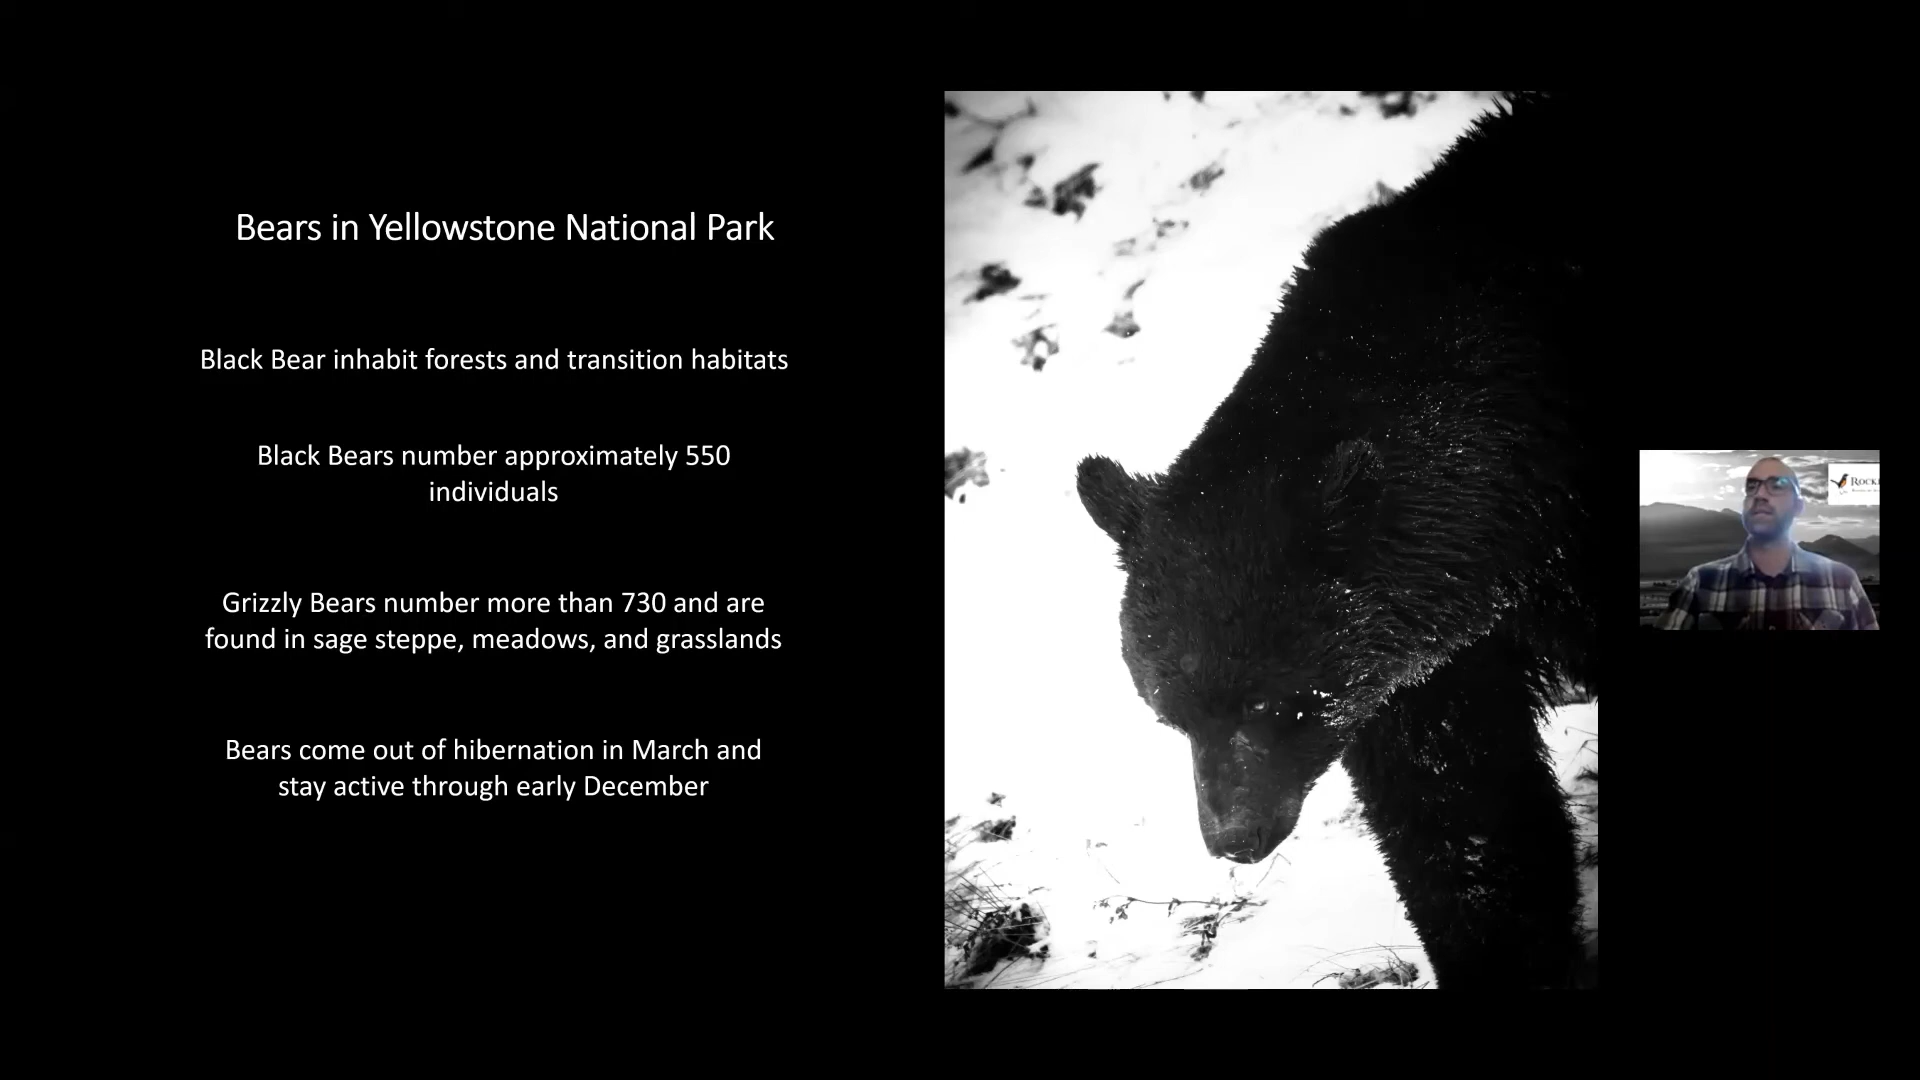 Bears in Yellowstone National Park
Black Bear inhabit forests and transition habitats
Black Bears number approximately 550
individuals
Grizzly Bears number more than 730 and are
found in sage steppe, meadows, and grasslands
Bears come out of hibernation in March and
stay active through early December